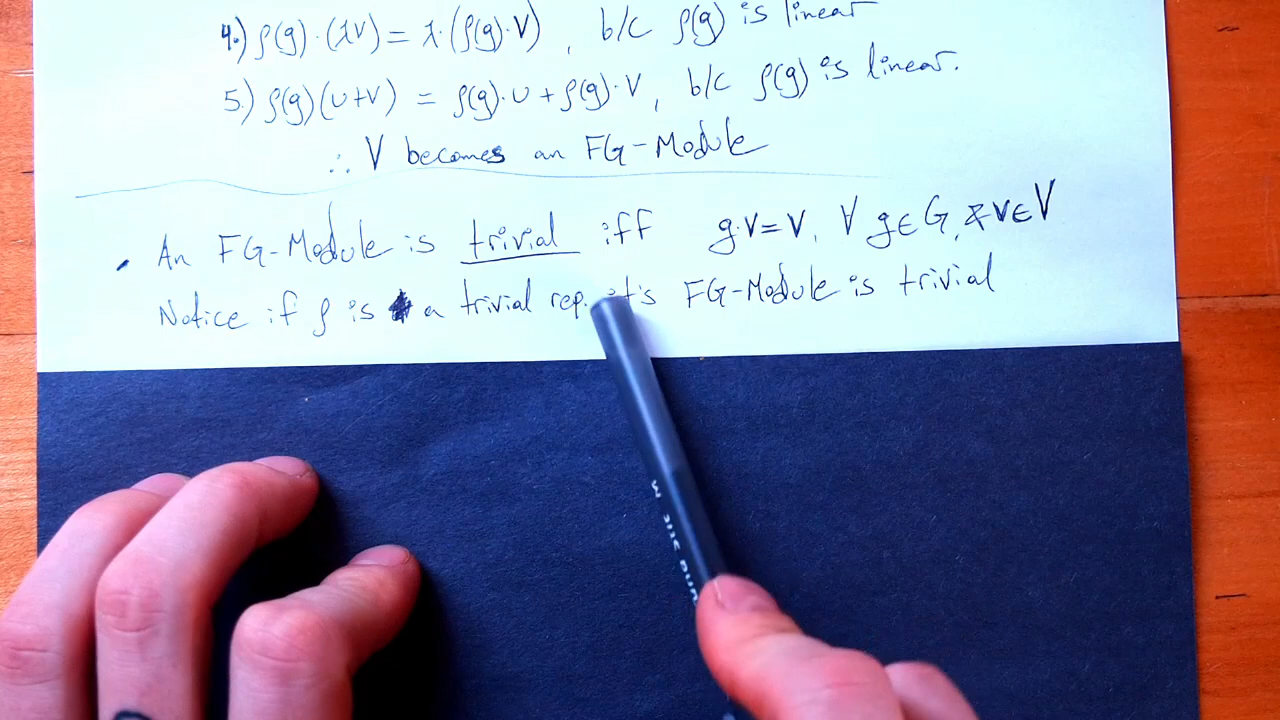 4.) ρ(g)·(λv) = λ·(ρ(g)·v) , b/c ρ(g) is linear
5.) ρ(g)(u+v) = ρ(g)·u + ρ(g)·v , b/c ρ(g) is linear.
∴ V becomes an FG-Module
• An FG-Module is trivial iff g·v=v, ∀ g∈G, & v∈V
Notice if ρ is a trivial rep. it's FG-Module is trivial